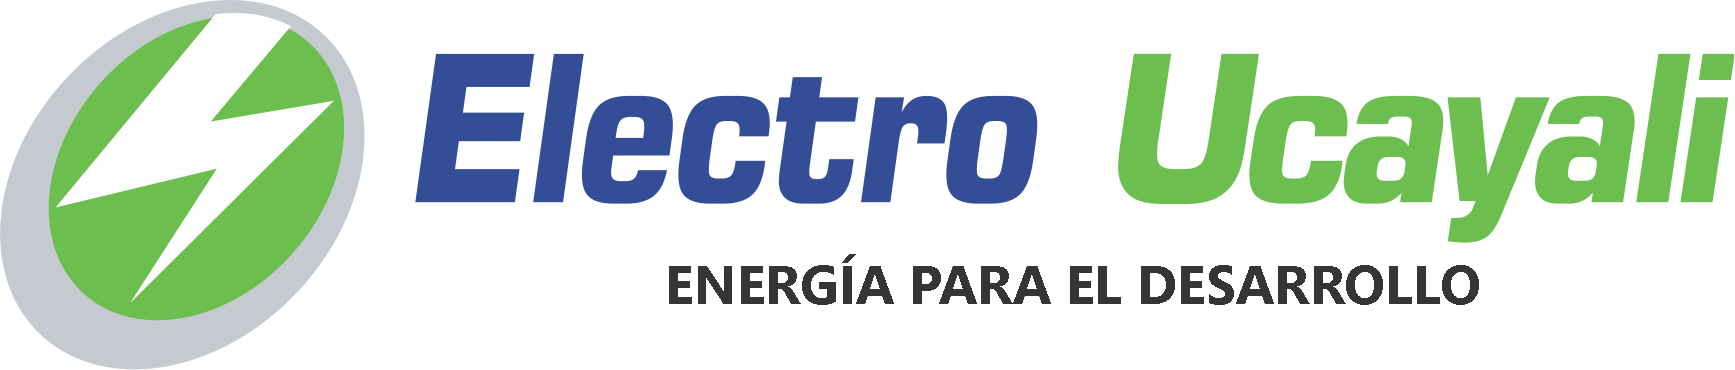 Electro Ucayali
ENERGÍA PARA EL DESARROLLO